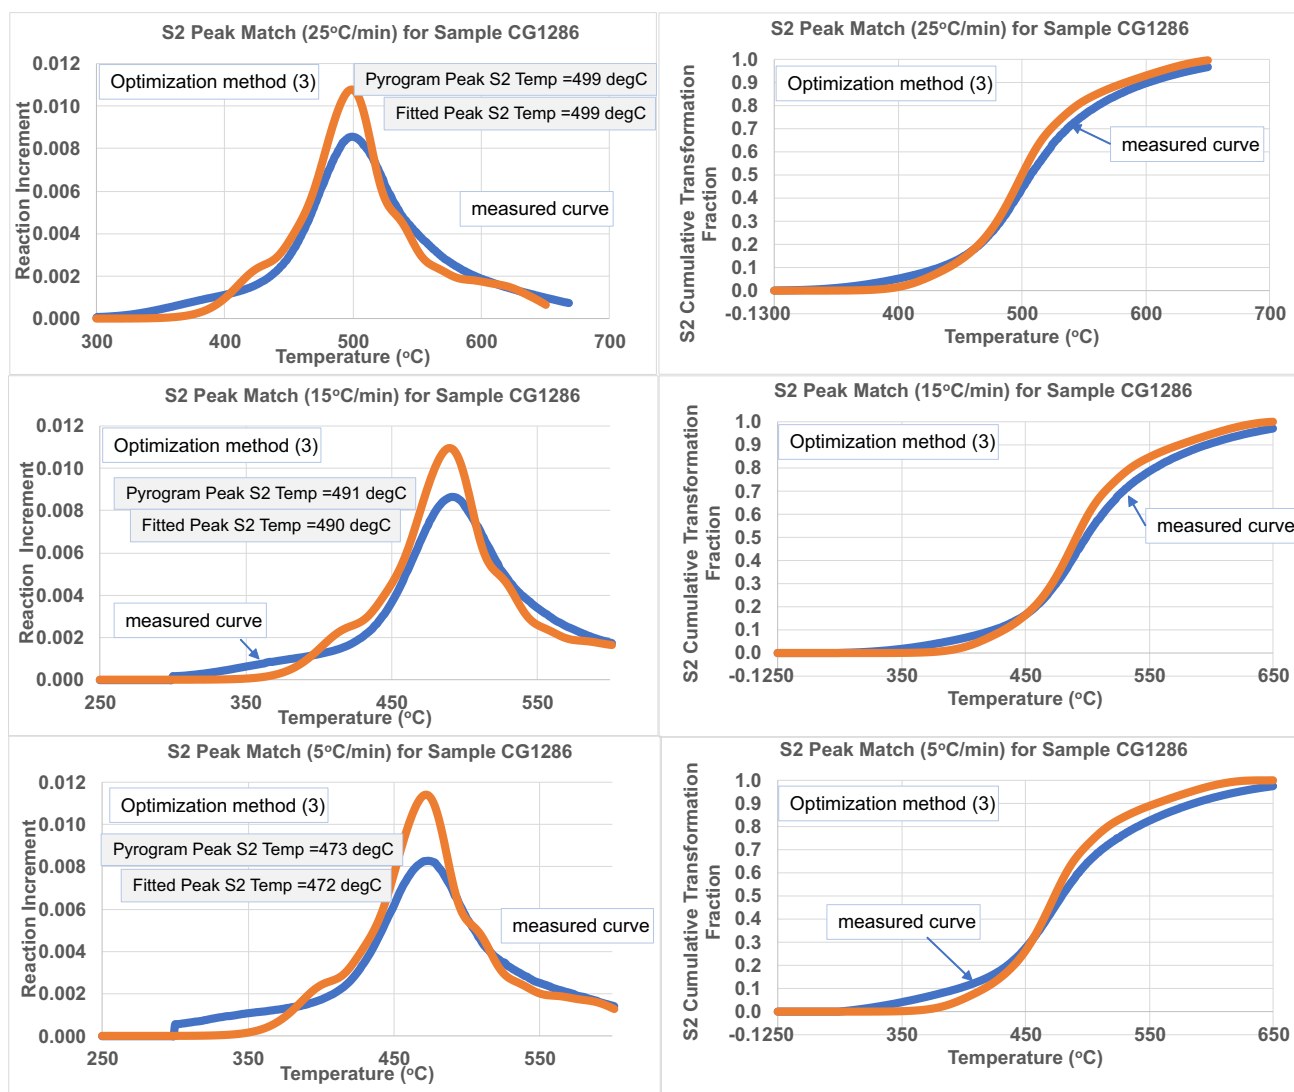 S2 Peak Match (25°C/min) for Sample CG1286
Reaction Increment
0.012
0.010
0.008
0.006
0.004
0.002
0.000
Optimization method (3)
Pyrogram Peak S2 Temp =499 degC
Fitted Peak S2 Temp =499 degC
measured curve
300
400
500
600
700
Temperature (°C)
S2 Peak Match (25°C/min) for Sample CG1286
S2 Cumulative Transformation
Fraction
1.0
0.9
0.8
0.7
0.6
0.5
0.4
0.3
0.2
0.1
0.0
-0.1300
Optimization method (3)
measured curve
400
500
600
700
Temperature (°C)
S2 Peak Match (15°C/min) for Sample CG1286
Reaction Increment
0.012
0.010
0.008
0.006
0.004
0.002
0.000
Optimization method (3)
Pyrogram Peak S2 Temp =491 degC
Fitted Peak S2 Temp =490 degC
measured curve
250
350
450
550
Temperature (°C)
S2 Peak Match (15°C/min) for Sample CG1286
S2 Cumulative Transformation
Fraction
1.0
0.9
0.8
0.7
0.6
0.5
0.4
0.3
0.2
0.1
0.0
-0.1250
Optimization method (3)
measured curve
350
450
550
650
Temperature (°C)
S2 Peak Match (5°C/min) for Sample CG1286
Reaction Increment
0.012
0.010
0.008
0.006
0.004
0.002
0.000
Optimization method (3)
Pyrogram Peak S2 Temp =473 degC
Fitted Peak S2 Temp =472 degC
measured curve
250
350
450
550
Temperature (°C)
S2 Peak Match (5°C/min) for Sample CG1286
S2 Cumulative Transformation
Fraction
1.0
0.9
0.8
0.7
0.6
0.5
0.4
0.3
0.2
0.1
0.0
-0.1250
Optimization method (3)
measured curve
350
450
550
650
Temperature (°C)